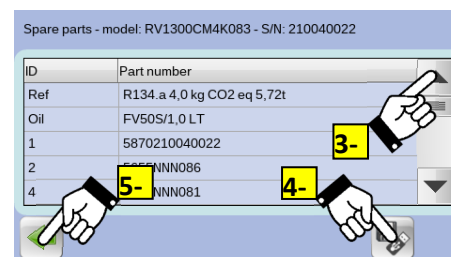 Spare parts - model: RV1300CM4K083 - S/N: 210040022
ID Part number
Ref R134.a 4,0 kg CO2 eq 5,72t
Oil FV50S/1,0 LT
3-
1 5870210040022
2 NNN086
5- 4-
4 NNN081